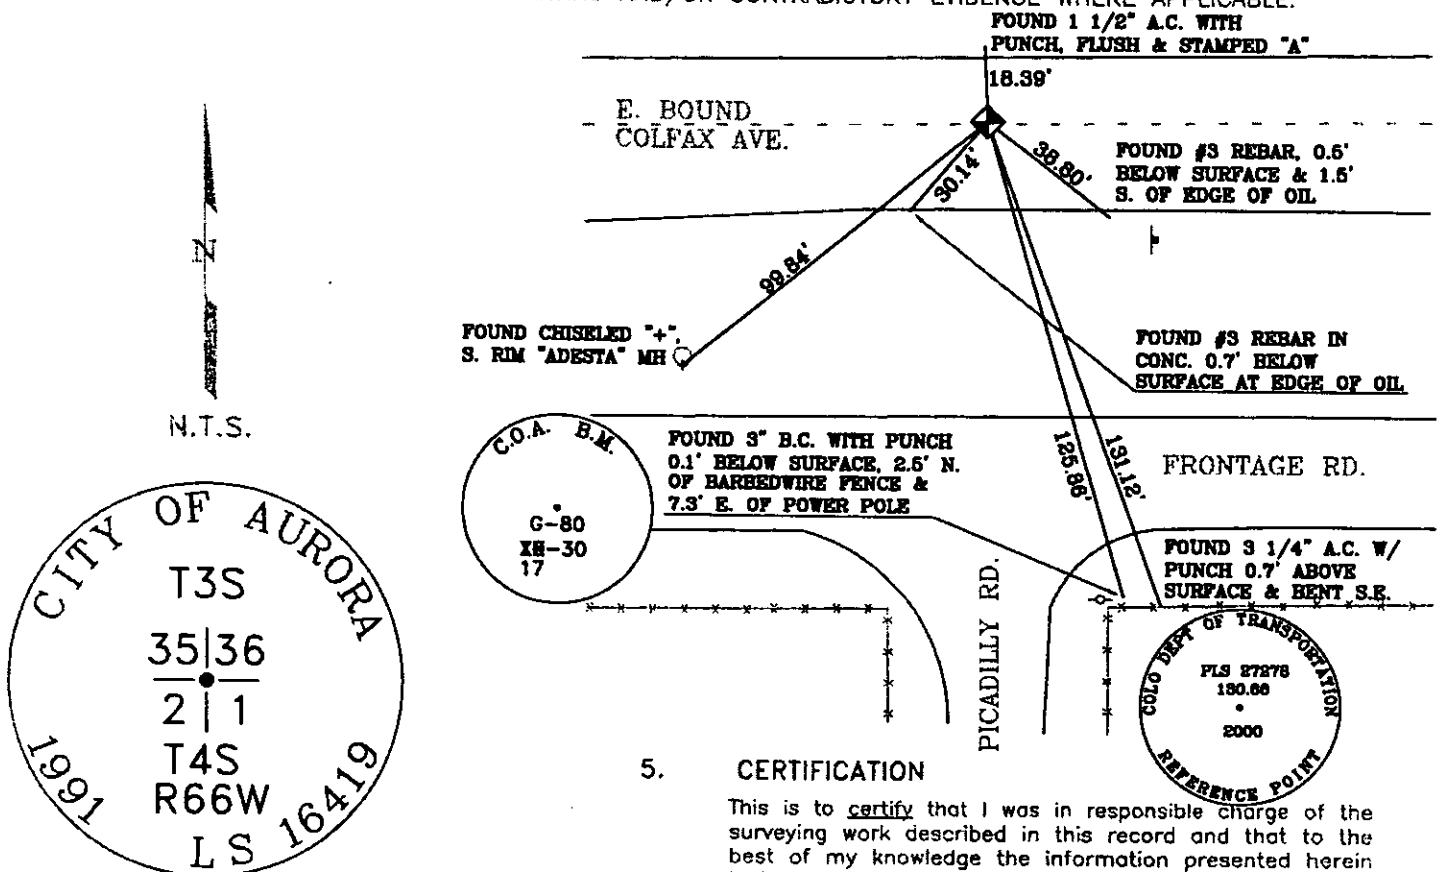 CONTRADICTORY EVIDENCE WHERE APPLICABLE.
FOUND 1 1/2" A.C. WITH
PUNCH, FLUSH & STAMPED "A"
18.39'
E. BOUND
COLFAX AVE.
30.14'
38.80'
FOUND #3 REBAR, 0.5'
BELOW SURFACE & 1.5'
S. OF EDGE OF OIL
99.84'
N
N.T.S.
FOUND CHISELED "+",
S. RIM "ADESTA" MH
FOUND #3 REBAR IN
CONC. 0.7' BELOW
SURFACE AT EDGE OF OIL
C.O.A. B.M.
G-80
-30
17
FOUND 3" B.C. WITH PUNCH
0.1' BELOW SURFACE, 2.5' N.
OF BARBEDWIRE FENCE &
7.3' E. OF POWER POLE
125.86'
131.12'
FRONTAGE RD.
FOUND 3 1/4" A.C. W/
PUNCH 0.7' ABOVE
SURFACE & BENT S.E.
PICADILLY RD.
CITY OF AURORA
T3S
35|36
2|1
T4S
R66W
1991 LS 16419
COLO DEPT OF TRANSPORTATION
PLS 27278
130.66
2000
REFERENCE POINT
5. CERTIFICATION
This is to certify that I was in responsible charge of the
surveying work described in this record and that to the
best of my knowledge the information presented herein